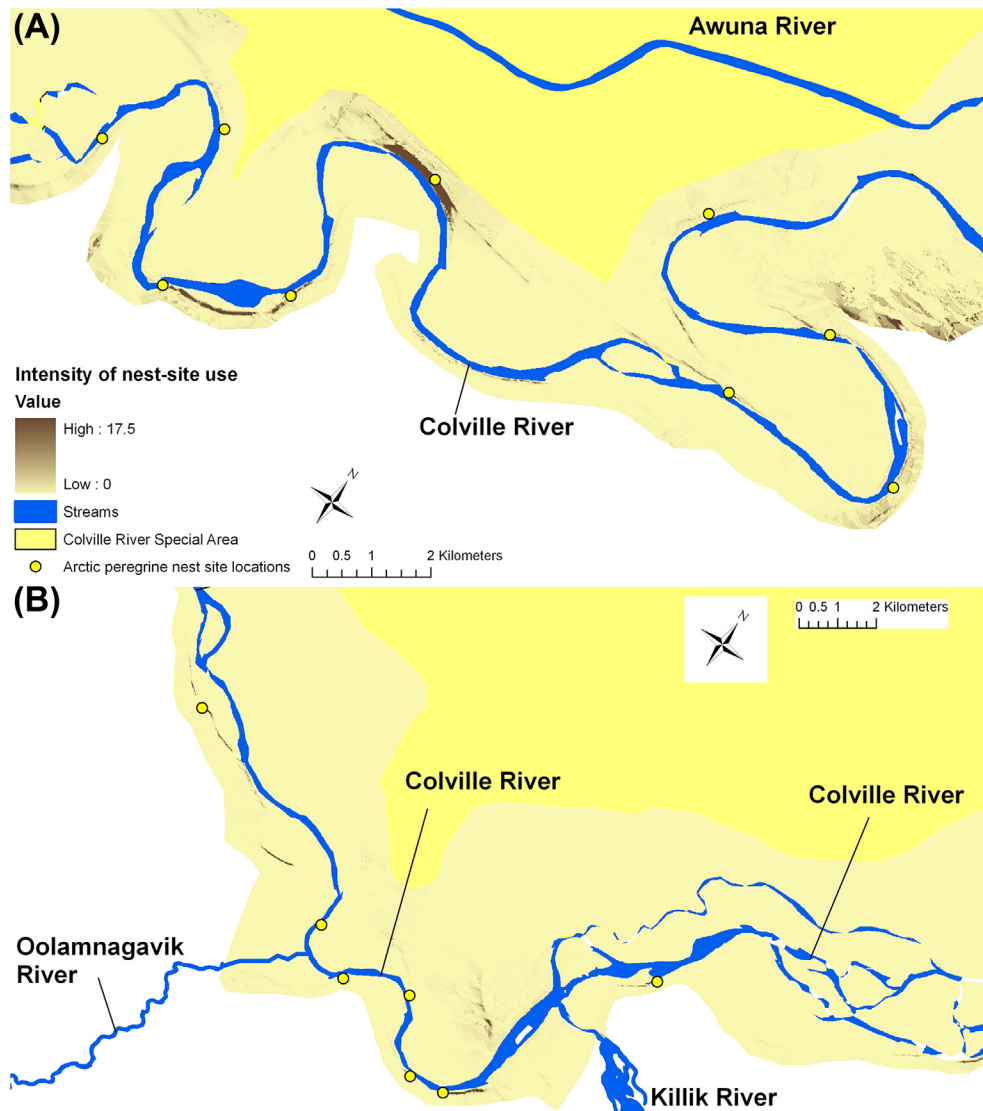 (A)
Awuna River
Colville River
Intensity of nest-site use
Value
High : 17.5
Low : 0
Streams
Colville River Special Area
Arctic peregrine nest site locations
N
0 0.5 1 2 Kilometers
(B)
N
0 0.5 1 2 Kilometers
Colville River
Colville River
Oolamnagavik
River
Killik River